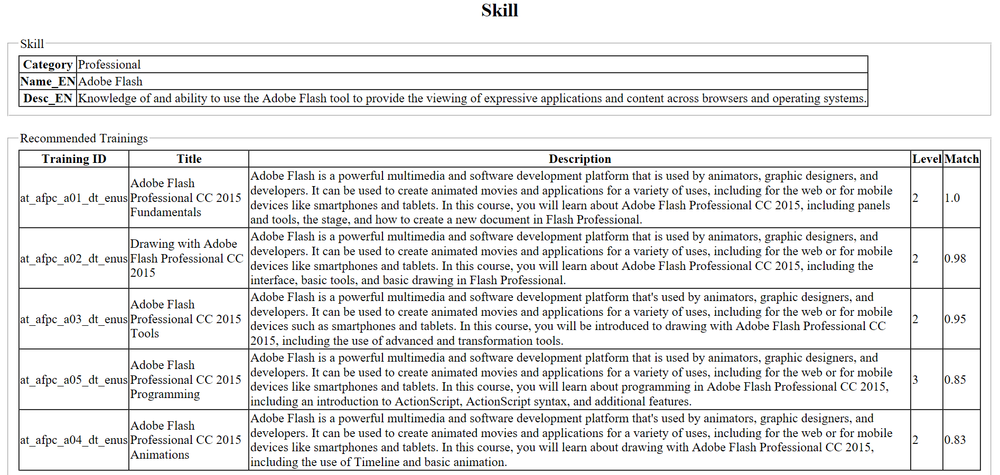 Skill
Skill
Category Professional
Name_EN Adobe Flash
Desc_EN Knowledge of and ability to use the Adobe Flash tool to provide the viewing of expressive applications and content across browsers and operating systems.
Recommended Trainings
Training ID Title Description Level Match
at_afpc_a01_dt_enus
Adobe Flash
Professional CC 2015
Fundamentals
Adobe Flash is a powerful multimedia and software development platform that is used by animators, graphic designers, and
developers. It can be used to create animated movies and applications for a variety of uses, including for the web or for mobile
devices like smartphones and tablets. In this course, you will learn about Adobe Flash Professional CC 2015, including panels
and tools, the stage, and how to create a new document in Flash Professional.
2
1.0
at_afpc_a02_dt_enus
Drawing with Adobe
Flash Professional CC
2015
Adobe Flash is a powerful multimedia and software development platform that is used by animators, graphic designers, and
developers. It can be used to create animated movies and applications for a variety of uses, including for the web or for mobile
devices like smartphones and tablets. In this course, you will learn about Adobe Flash Professional CC 2015, including the
interface, basic tools, and basic drawing in Flash Professional.
2
0.98
at_afpc_a03_dt_enus
Adobe Flash
Professional CC 2015
Tools
Adobe Flash is a powerful multimedia and software development platform that's used by animators, graphic designers, and
developers. It can be used to create animated movies and applications for a variety of uses, including for the web or for mobile
devices such as smartphones and tablets. In this course, you will be introduced to drawing with Adobe Flash Professional CC
2015, including the use of advanced and transformation tools.
2
0.95
at_afpc_a05_dt_enus
Adobe Flash
Professional CC 2015
Programming
Adobe Flash is a powerful multimedia and software development platform that is used by animators, graphic designers, and
developers. It can be used to create animated movies and applications for a variety of uses, including for the web or for mobile
devices like smartphones and tablets. In this course, you will learn about programming in Adobe Flash Professional CC 2015,
including an introduction to ActionScript, ActionScript syntax, and additional features.
3
0.85
at_afpc_a04_dt_enus
Adobe Flash
Professional CC 2015
Animations
Adobe Flash is a powerful multimedia and software development platform that's used by animators, graphic designers, and
developers. It can be used to create animated movies and applications for a variety of uses, including for the web or for mobile
devices like smartphones and tablets. In this course, you will learn about drawing with Adobe Flash Professional CC 2015,
including the use of Timeline and basic animation.
2
0.83